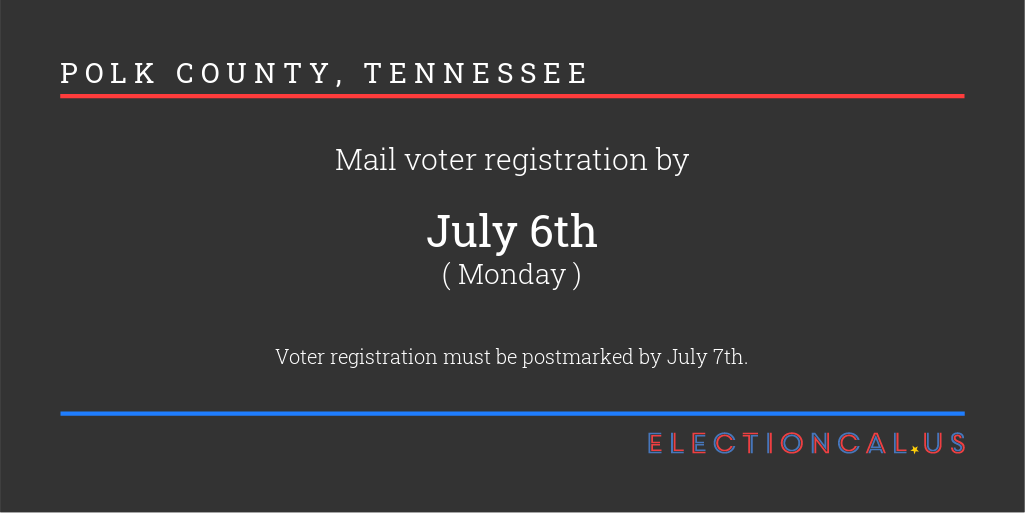 POLK COUNTY, TENNESSEE
Mail voter registration by
July 6th
( Monday )
Voter registration must be postmarked by July 7th.
ELECTIONCAL★US